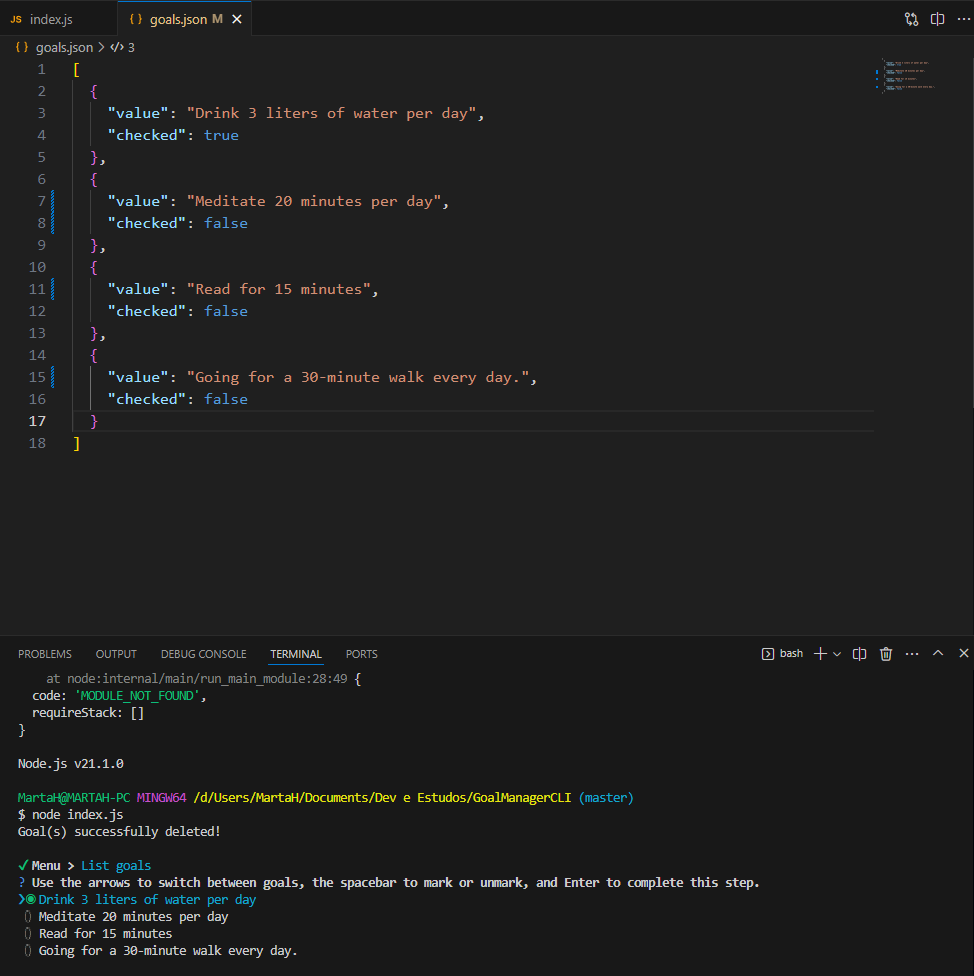 JS index.js
{} goals.json M ×
{} goals.json > </> 3
1 [
2 {
3 "value": "Drink 3 liters of water per day",
4 "checked": true
5 },
6 {
7 "value": "Meditate 20 minutes per day",
8 "checked": false
9 },
10 {
11 "value": "Read for 15 minutes",
12 "checked": false
13 },
14 {
15 "value": "Going for a 30-minute walk every day.",
16 "checked": false
17 }
18 ]
PROBLEMS OUTPUT DEBUG CONSOLE TERMINAL PORTS bash
at node:internal/main/run_main_module:28:49 {
code: 'MODULE_NOT_FOUND',
requireStack: []
}
Node.js v21.1.0
MartaH@MARTAH-PC MINGW64 /d/Users/MartaH/Documents/Dev e Estudos/GoalManagerCLI (master)
$ node index.js
Goal(s) successfully deleted!
✓ Menu > List goals
? Use the arrows to switch between goals, the spacebar to mark or unmark, and Enter to complete this step.
❯◉ Drink 3 liters of water per day
() Meditate 20 minutes per day
() Read for 15 minutes
() Going for a 30-minute walk every day.